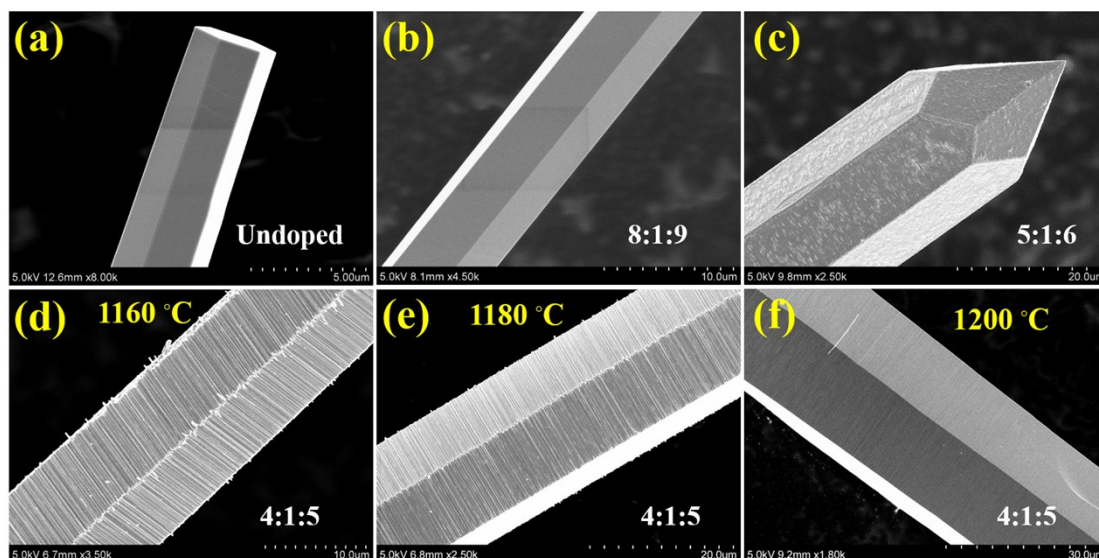 (a)
Undoped
5.0kV 12.6mm x8.00k 5.00um
(b)
8:1:9
5.0kV 8.1mm x4.50k 10.0um
(c)
5:1:6
5.0kV 9.8mm x2.50k 20.0um
(d) 1160 °C
4:1:5
5.0kV 6.7mm x3.50k 10.0um
(e) 1180 °C
4:1:5
5.0kV 6.8mm x2.50k 20.0um
(f) 1200 °C
4:1:5
5.0kV 9.2mm x1.80k 30.0um